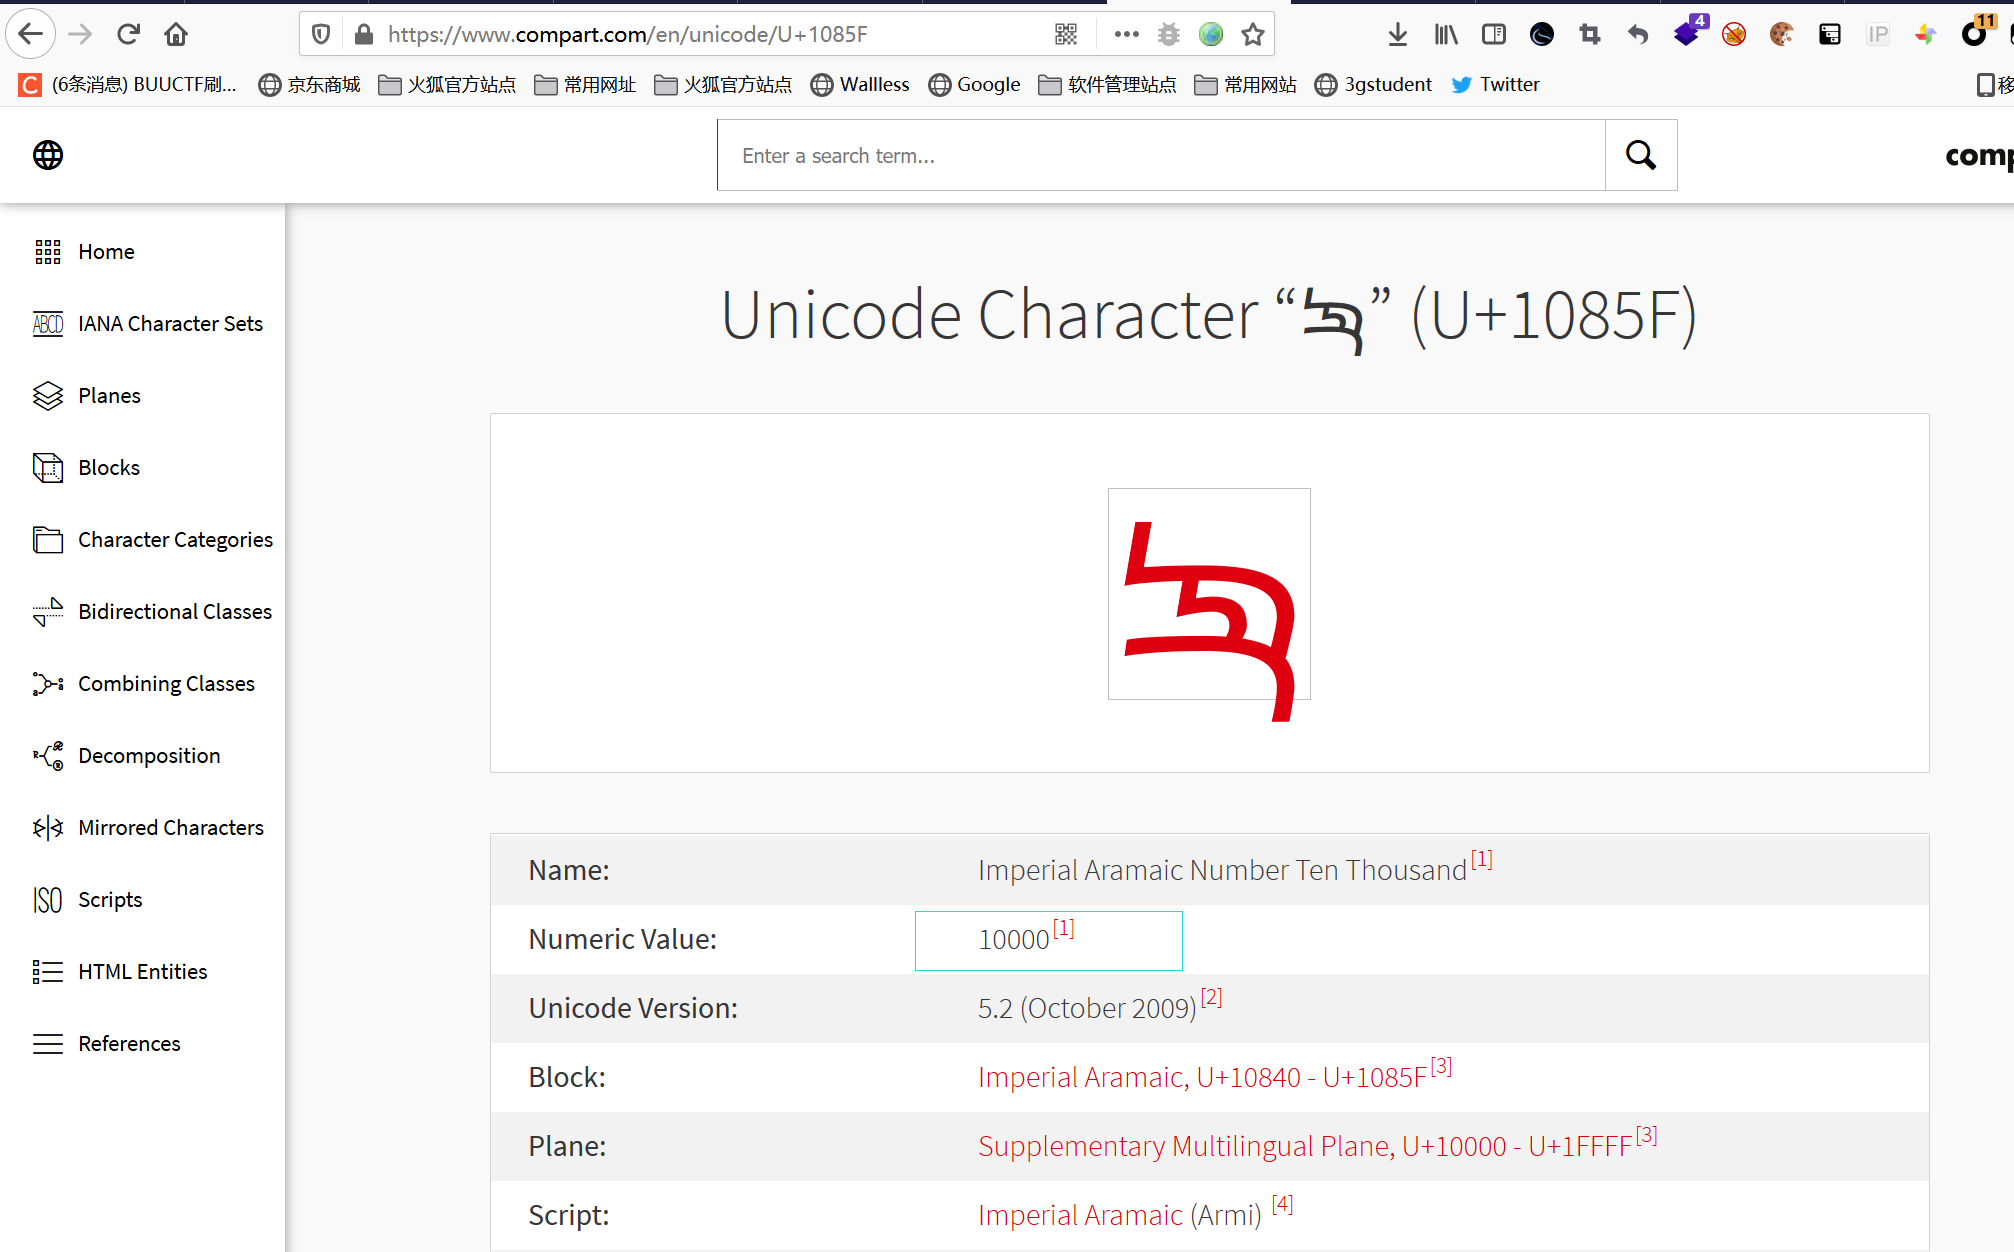 https://www.compart.com/en/unicode/U+1085F
IP
4
11
(6条消息) BUUCTF刷... 京东商城 火狐官方站点 常用网址 火狐官方站点 Wallless Google 软件管理站点 常用网站 3gstudent Twitter 移
Enter a search term...
comp
Home
IANA Character Sets
Planes
Blocks
Character Categories
Bidirectional Classes
Combining Classes
Decomposition
Mirrored Characters
Scripts
HTML Entities
References
Unicode Character “𐡟” (U+1085F)
𐡟
Name: Imperial Aramaic Number Ten Thousand[1]
Numeric Value: 10000[1]
Unicode Version: 5.2 (October 2009)[2]
Block: Imperial Aramaic, U+10840 - U+1085F[3]
Plane: Supplementary Multilingual Plane, U+10000 - U+1FFFF[3]
Script: Imperial Aramaic (Armi) [4]